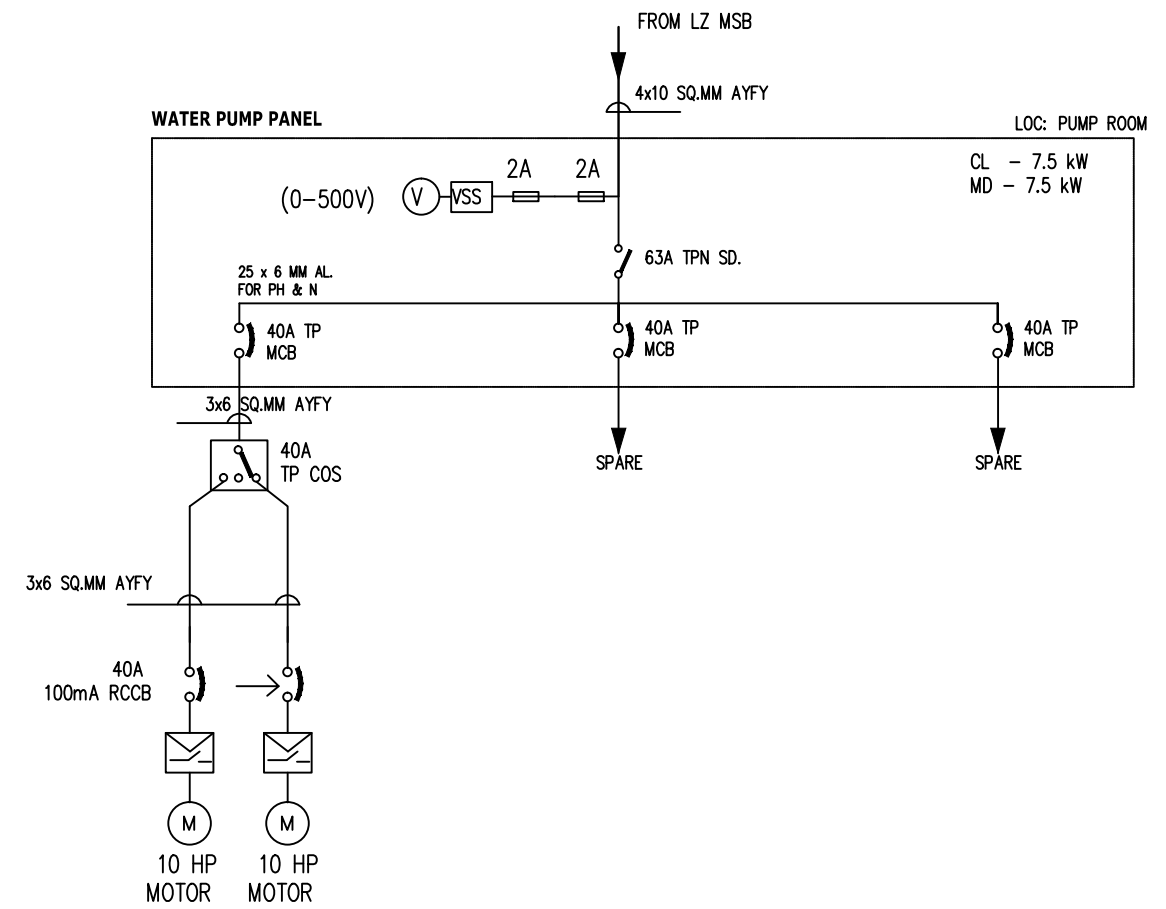 FROM LZ MSB
4x10 SQ.MM AYFY
WATER PUMP PANEL
LOC: PUMP ROOM
CL – 7.5 kW
MD – 7.5 kW
2A 2A
(0–500V) V VSS
63A TPN SD.
25 x 6 MM AL.
FOR PH & N
40A TP
MCB
40A TP
MCB
40A TP
MCB
3x6 SQ.MM AYFY
40A
TP COS
SPARE
SPARE
3x6 SQ.MM AYFY
40A
100mA RCCB
M M
10 HP
MOTOR
10 HP
MOTOR